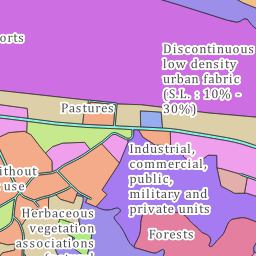 orts
Discontinuous
low density
urban fabric
(S.L. : 10% -
30%)
Pastures
Industrial,
commercial,
public,
military and
private units
ithout
use
Herbaceous
vegetation
associations
Forests